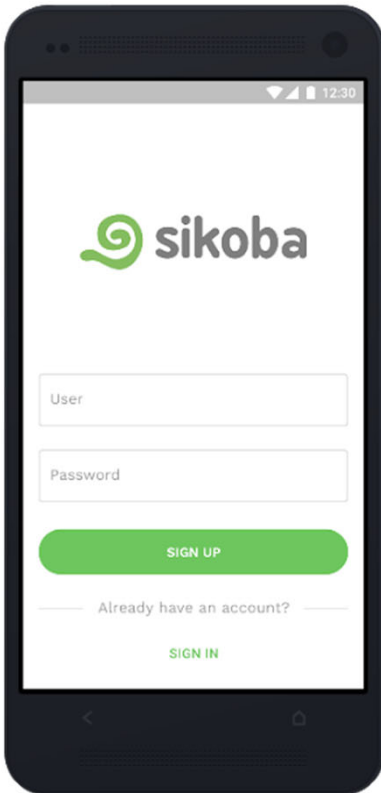 12:30
sikoba
User
Password
SIGN UP
Already have an account?
SIGN IN